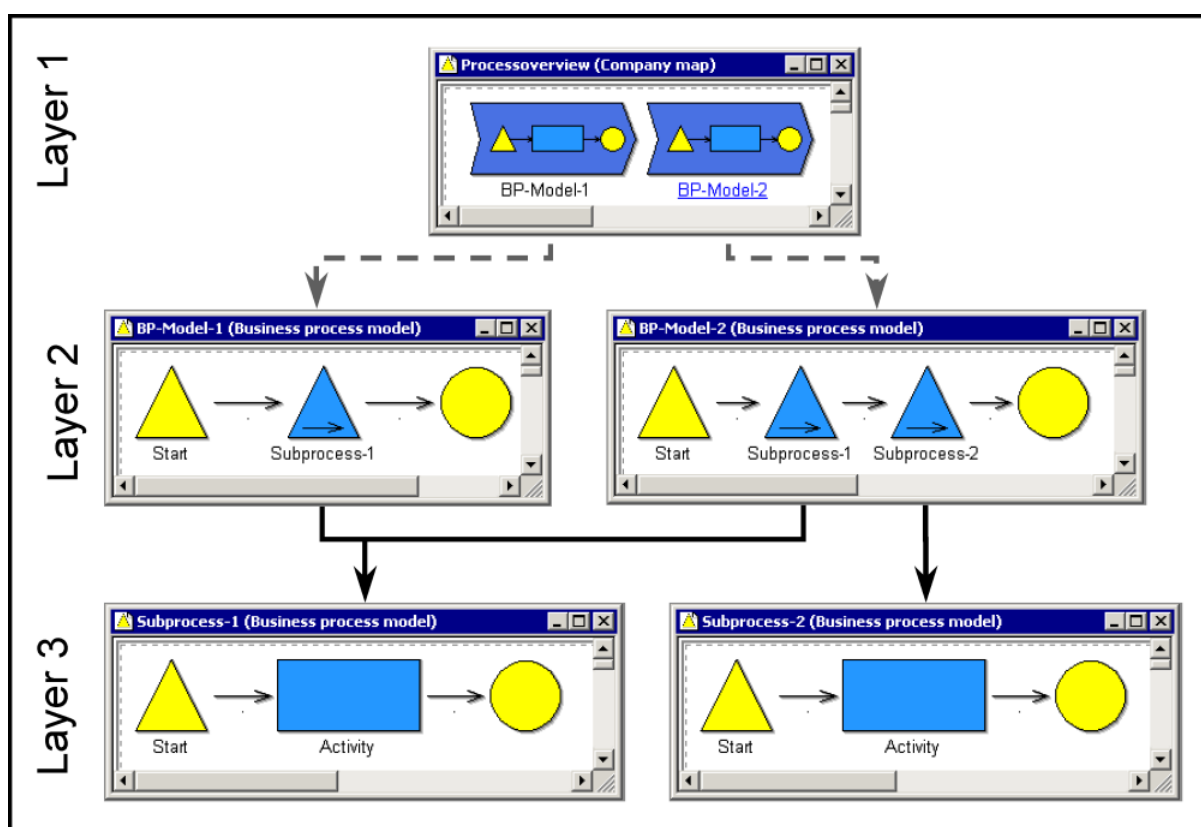 Layer 1
Processoverview (Company map)
BP-Model-1
BP-Model-2
Layer 2
BP-Model-1 (Business process model)
Start
Subprocess-1
BP-Model-2 (Business process model)
Start
Subprocess-1
Subprocess-2
Layer 3
Subprocess-1 (Business process model)
Start
Activity
Subprocess-2 (Business process model)
Start
Activity